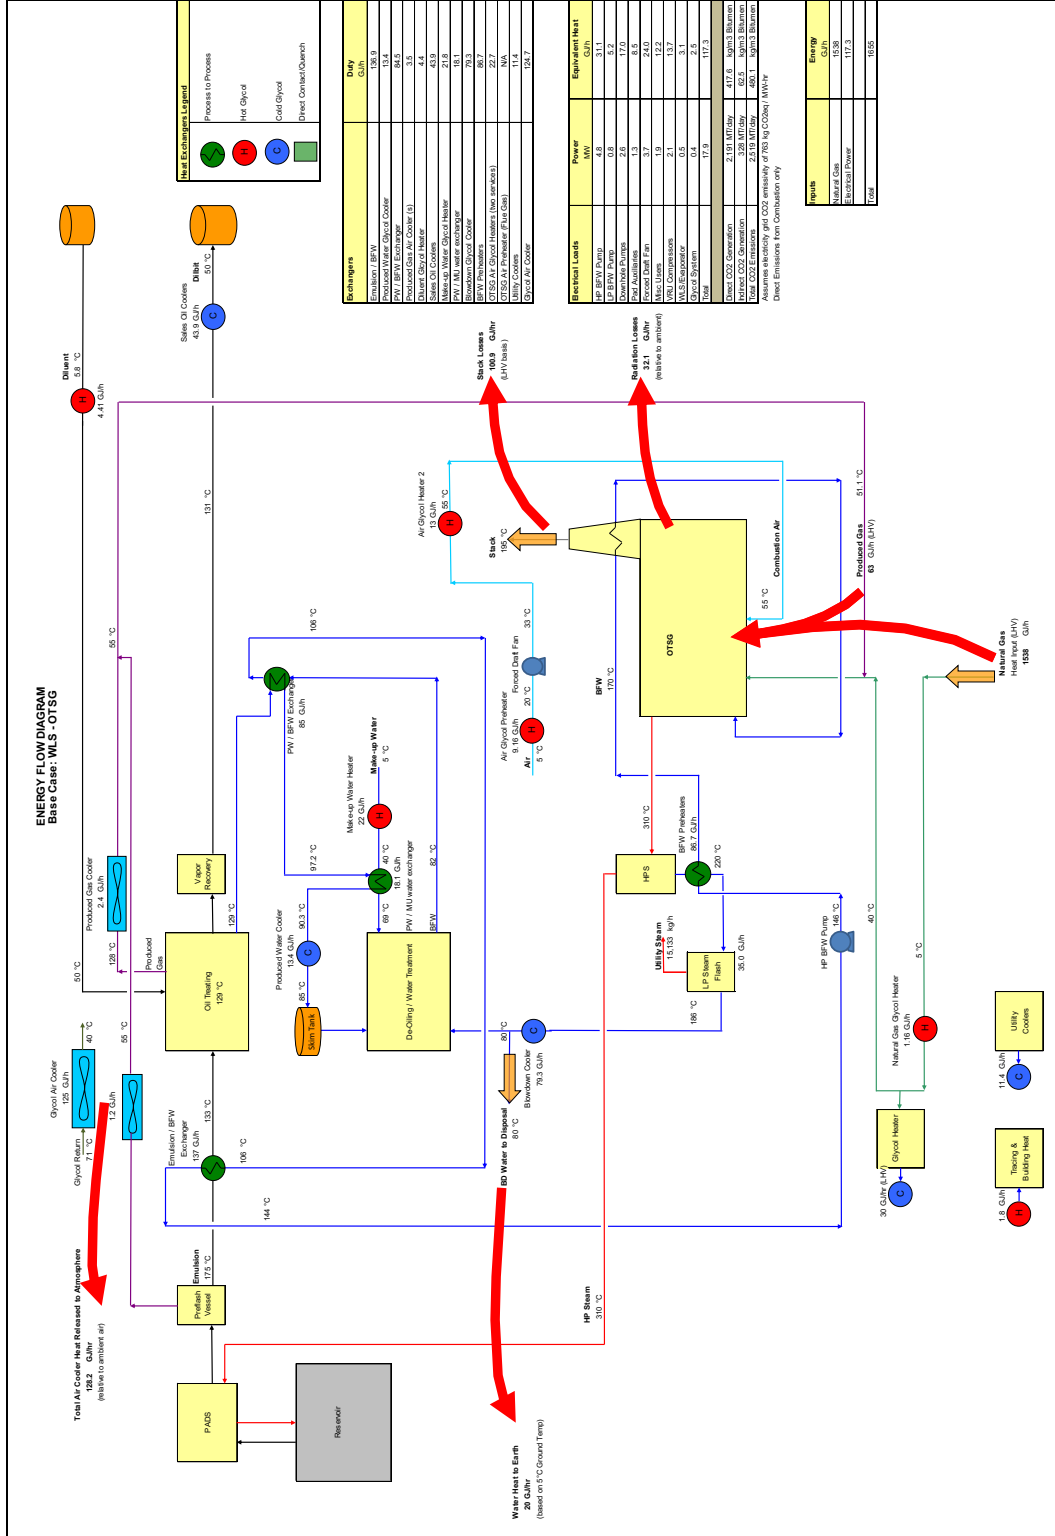 ENERGY FLOW DIAGRAM
Base Case: WLS - OTSG
Total Air Cooler Heat Released to Atmosphere
128.2 GJ/hr
(relative to ambient air)
Glycol Return
71 °C
Glycol Air Cooler
125 GJ/h
40 °C
1.2 GJ/h
55 °C
50 °C
128 °C
Produced Gas Cooler
2.4 GJ/h
Produced
Gas
55 °C
Diluent
5.8 °C
H
4.41 GJ/h
PADS
Reservoir
Preflash
Vessel
Emulsion
175 °C
Emulsion / BFW
Exchanger
137 GJ/h
133 °C
106 °C
144 °C
Oil Treating
129 °C
Vapor
Recovery
129 °C
131 °C
Sales Oil Coolers
43.9 GJ/h
C
Dilbit
50 °C
PW / BFW Exchanger
85 GJ/h
106 °C
97.2 °C
Produced Water Cooler
13.4 GJ/h
C
90.3 °C
85 °C
Skim Tank
De-Oiling / Water Treatment
69 °C
40 °C
18.1 GJ/h
PW / MU water exchanger
Make-up Water Heater
22 GJ/h
H
Make-up Water
5 °C
BFW
82 °C
BD Water to Disposal
80 °C
80 °C
Blowdown Cooler
79.3 GJ/h
C
186 °C
LP Steam
Flash
35.0 GJ/h
Utility Steam
15,133 kg/h
HPS
310 °C
BFW Preheaters
86.7 GJ/h
220 °C
HP BFW Pump
146 °C
HP Steam
310 °C
Water Heat to Earth
20 GJ/hr
(based on 5°C Ground Temp)
Air
5 °C
Air Glycol Preheater
9.16 GJ/h
H
20 °C
Forced Draft Fan
33 °C
Air Glycol Heater 2
13 GJ/h
H
55 °C
BFW
170 °C
OTSG
Stack
195 °C
Stack Losses
100.9 GJ/hr
(LHV basis)
Radiation Losses
32.1 GJ/hr
(relative to ambient)
Combustion Air
55 °C
Produced Gas
63 GJ/h (LHV)
51.1 °C
Natural Gas
Heat Input (LHV)
1538 GJ/h
40 °C
5 °C
Natural Gas Glycol Heater
1.16 GJ/h
H
Glycol Heater
30 GJ/hr (LHV)
C
Tracing &
Building Heat
1.8 GJ/h
H
Utility
Coolers
11.4 GJ/h
C
Heat Exchangers Legend
Process to Process
H Hot Glycol
C Cold Glycol
Direct Contact/Quench
Exchangers Duty
GJ/h
Emulsion / BFW 136.9
Produced Water Glycol Cooler 13.4
PW / BFW Exchanger 84.5
Produced Gas Air Cooler (s) 3.5
Diluent Glycol Heater 4.4
Sales Oil Coolers 43.9
Make-up Water Glycol Heater 21.8
PW / MU water exchanger 18.1
Blowdown Glycol Cooler 79.3
BFW Preheaters 86.7
OTSG Air Glycol Heaters (two services) 22.7
OTSG Air Preheater (Flue Gas) N/A
Utility Coolers 11.4
Glycol Air Cooler 124.7
Electrical Loads Power Equivalent Heat
MW GJ/h
HP BFW Pump 4.8 31.1
LP BFW Pump 0.8 5.2
Downhole Pumps 2.6 17.0
Pad Auxiliaries 1.3 8.5
Forced Draft Fan 3.7 24.0
Misc Users 1.9 12.2
VRU Compressors 2.1 13.7
WLS/Evaporator 0.5 3.1
Glycol System 0.4 2.5
Total 17.9 117.3
Direct CO2 Generation 2,191 MT/day 417.6 kg/m3 Bitumen
Indirect CO2 Generation 328 MT/day 62.5 kg/m3 Bitumen
Total CO2 Emissions 2,519 MT/day 480.1 kg/m3 Bitumen
Assumes electricity grid CO2 emissivity of 763 kg CO2eq / MW-hr
Direct Emissions from Combustion only
Inputs Energy
GJ/h
Natural Gas 1538
Electrical Power 117.3
Total 1655